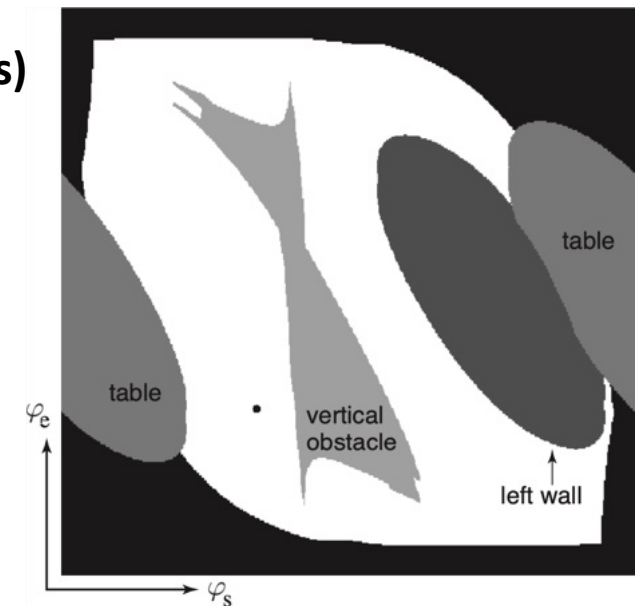 s)
table
table
vertical
obstacle
φe
left wall
φs